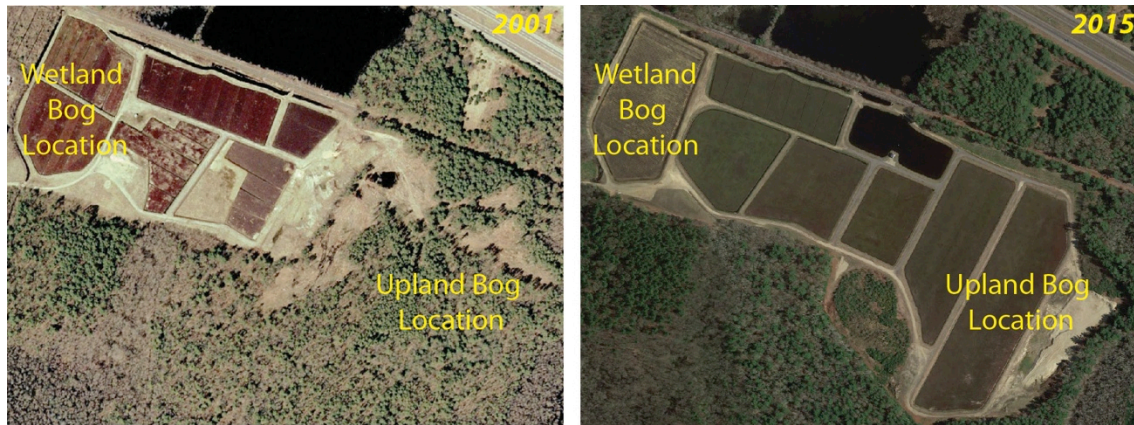 2001
Wetland
Bog
Location
Upland Bog
Location
2015
Wetland
Bog
Location
Upland Bog
Location